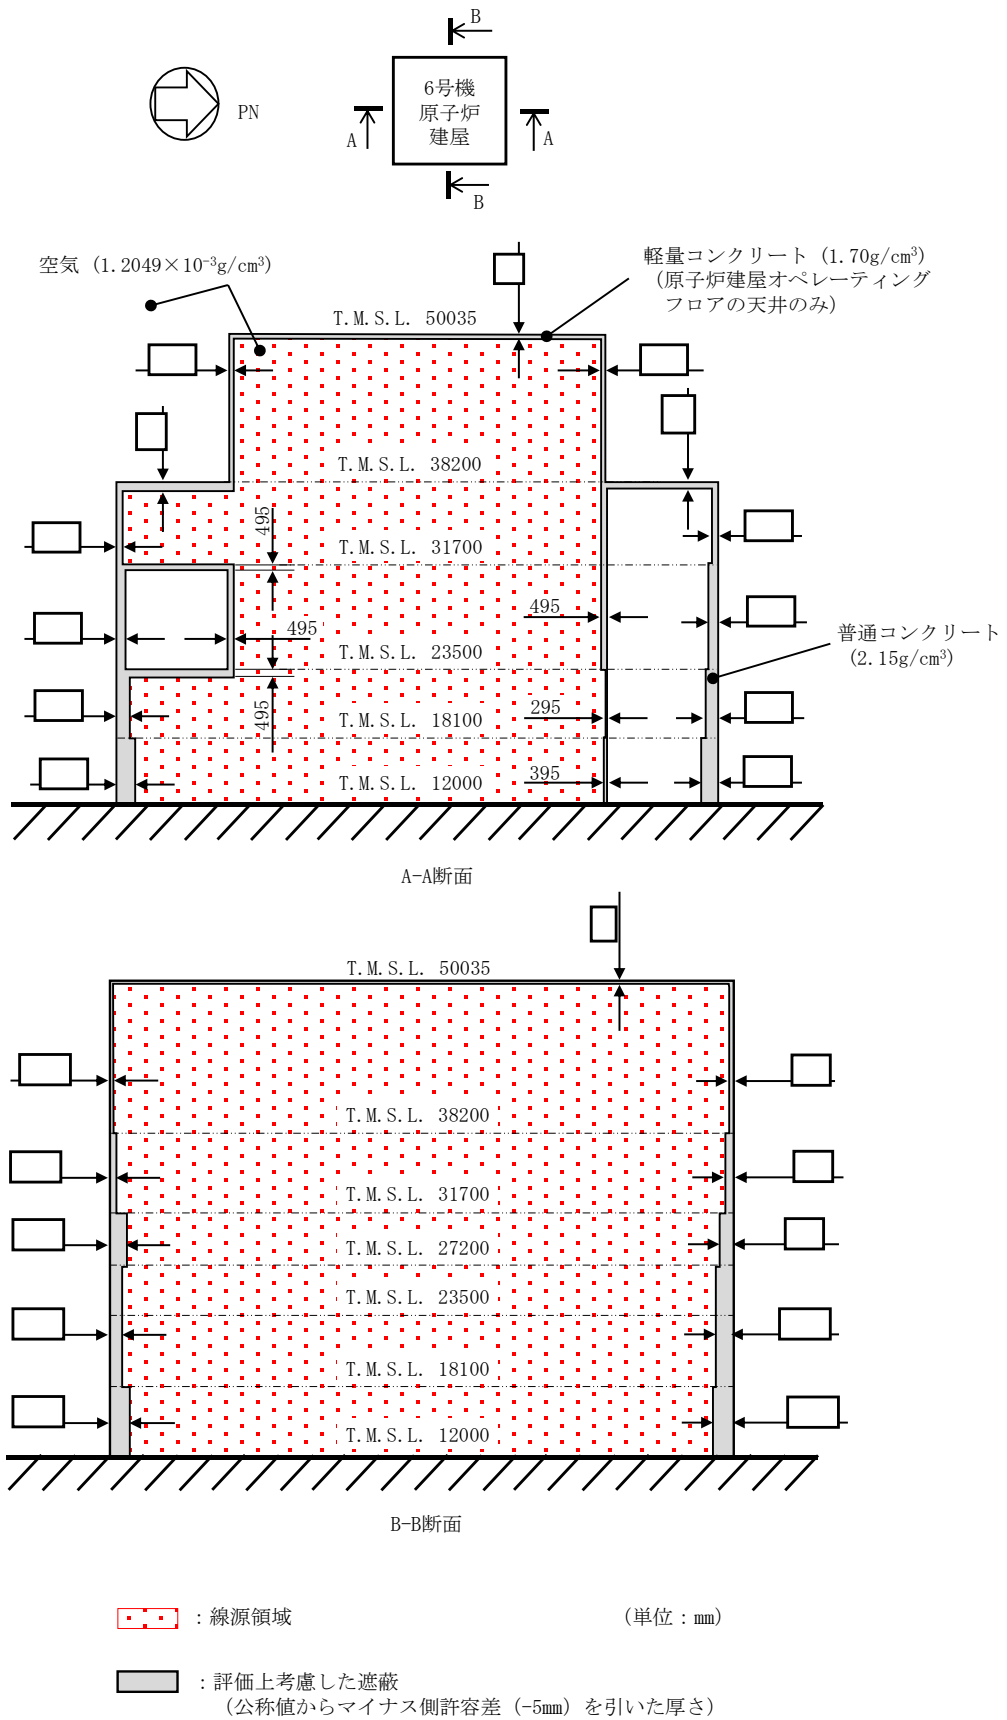 B
6号機
原子炉
建屋
PN
A
A
B
空気（1.2049×10⁻³g/cm³）
軽量コンクリート（1.70g/cm³）
（原子炉建屋オペレーティング
フロアの天井のみ）
T.M.S.L. 50035
T.M.S.L. 38200
495
T.M.S.L. 31700
495
495
T.M.S.L. 23500
普通コンクリート
（2.15g/cm³）
495
295
T.M.S.L. 18100
395
T.M.S.L. 12000
A-A断面
T.M.S.L. 50035
T.M.S.L. 38200
T.M.S.L. 31700
T.M.S.L. 27200
T.M.S.L. 23500
T.M.S.L. 18100
T.M.S.L. 12000
B-B断面
：線源領域
（単位：mm）
：評価上考慮した遮蔽
（公称値からマイナス側許容差（-5mm）を引いた厚さ）